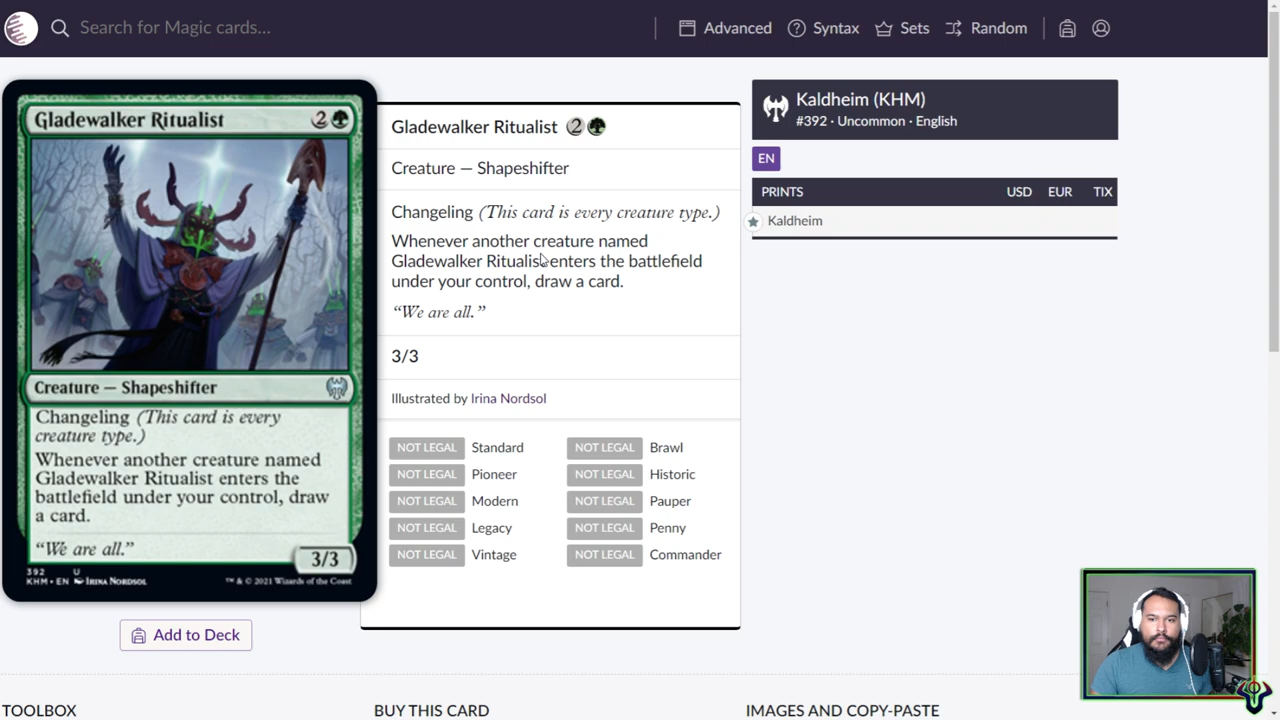 Search for Magic cards...
Advanced
Syntax
Sets
Random
Gladewalker Ritualist 2
Creature — Shapeshifter
Changeling (This card is every
creature type.)
Whenever another creature named
Gladewalker Ritualist enters the
battlefield under your control, draw
a card.
“We are all.”
3/3
392 U
KHM • EN IRINA NORDSOL
™ & © 2021 Wizards of the Coast
Add to Deck
Gladewalker Ritualist 2
Creature — Shapeshifter
Changeling (This card is every creature type.)
Whenever another creature named
Gladewalker Ritualist enters the battlefield
under your control, draw a card.
“We are all.”
3/3
Illustrated by Irina Nordsol
NOT LEGAL Standard NOT LEGAL Brawl
NOT LEGAL Pioneer NOT LEGAL Historic
NOT LEGAL Modern NOT LEGAL Pauper
NOT LEGAL Legacy NOT LEGAL Penny
NOT LEGAL Vintage NOT LEGAL Commander
Kaldheim (KHM)
#392 · Uncommon · English
EN
PRINTS USD EUR TIX
Kaldheim
TOOLBOX
BUY THIS CARD
IMAGES AND COPY-PASTE